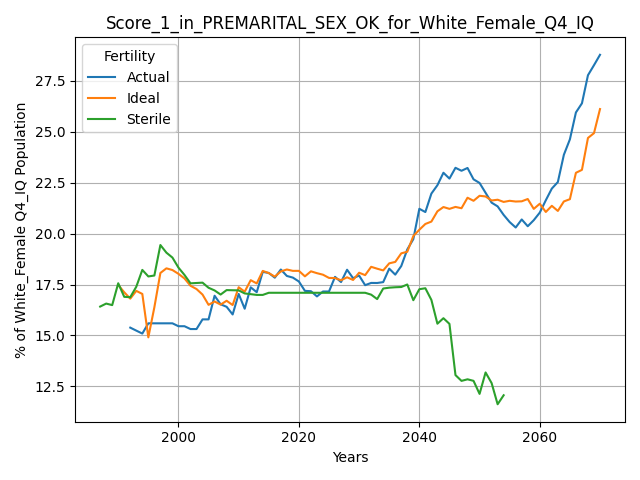 Score_1_in_PREMARITAL_SEX_OK_for_White_Female_Q4_IQ
Fertility
Actual
Ideal
Sterile
% of White_Female Q4_IQ Population
27.5
25.0
22.5
20.0
17.5
15.0
12.5
2000 2020 2040 2060
Years